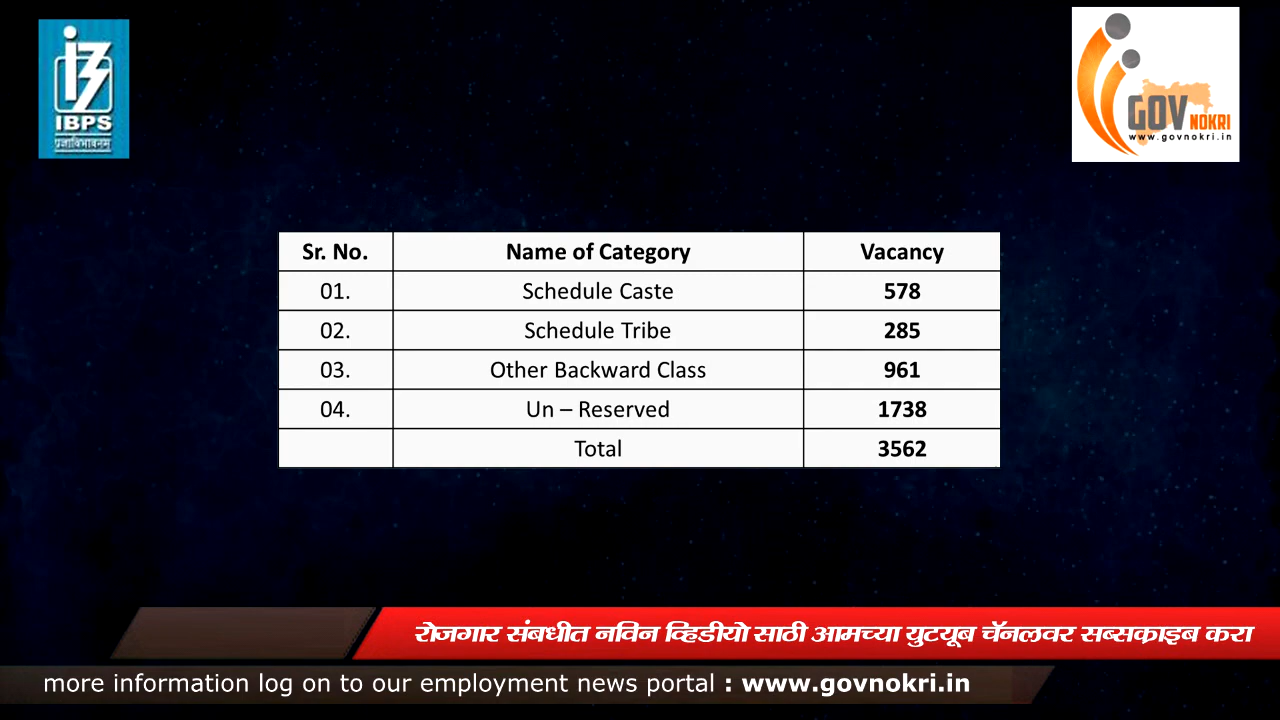 IBPS
GOV NOKRI
www.govnokri.in
Sr. No. Name of Category Vacancy
01. Schedule Caste 578
02. Schedule Tribe 285
03. Other Backward Class 961
04. Un – Reserved 1738
Total 3562
रोजगार संबधीत नविन व्हिडीयो साठी आमच्या युटयूब चॅनलवर सब्सक्राइब करा
more information log on to our employment news portal : www.govnokri.in